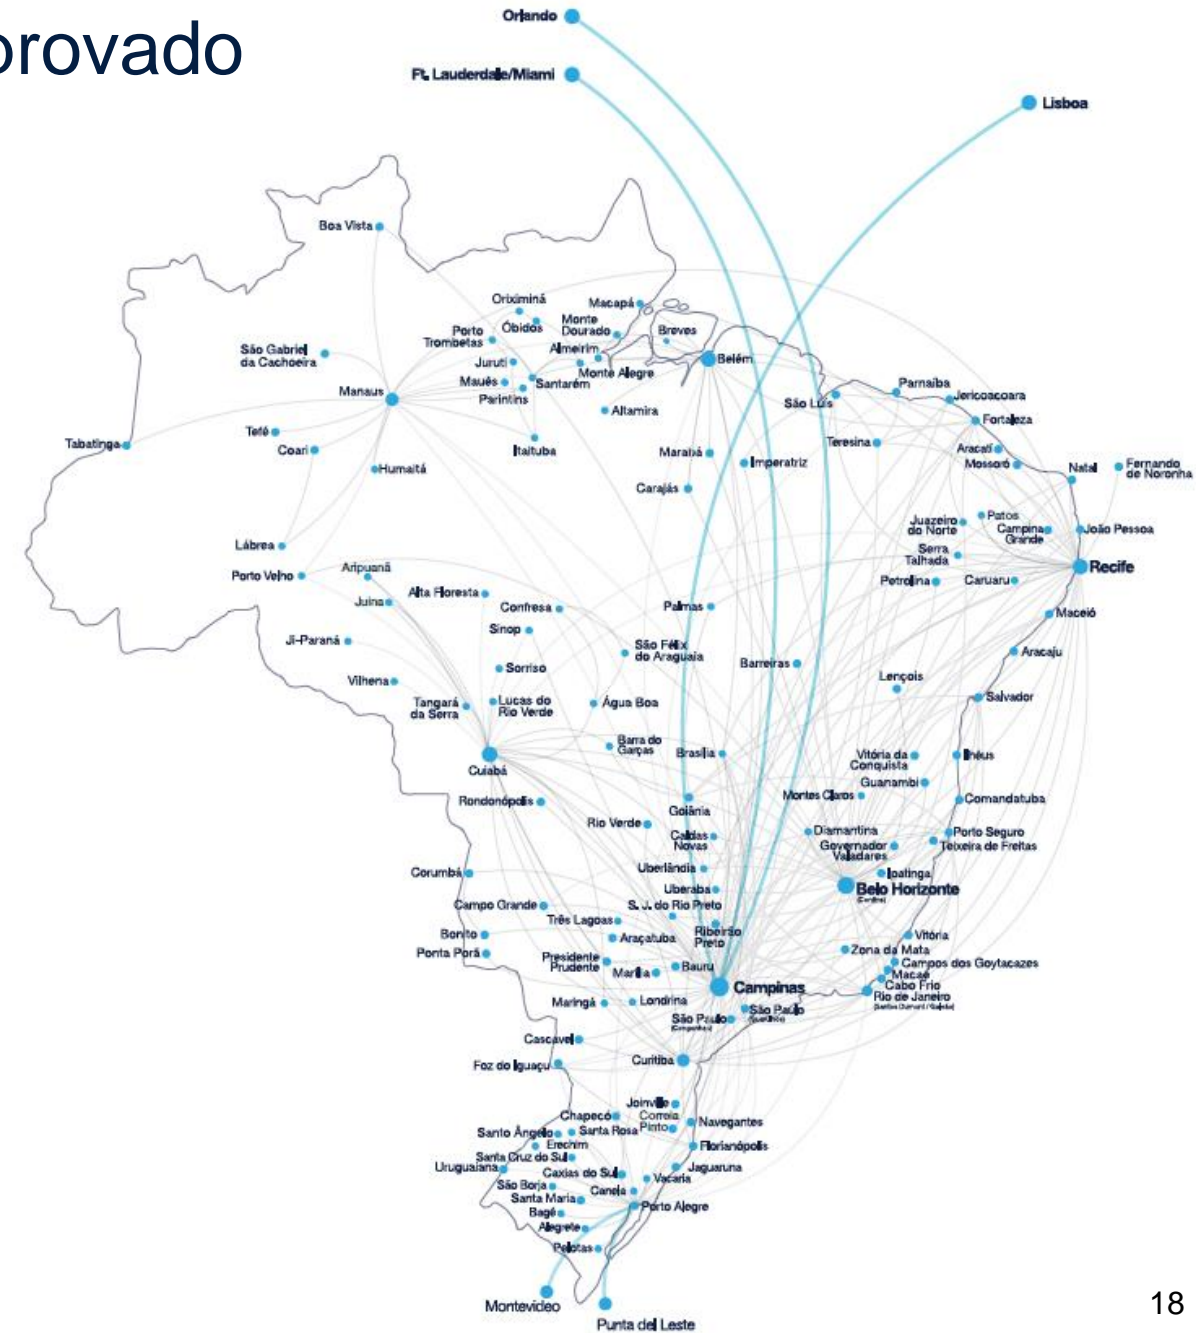 Orlando
provado
Ft. Lauderdale/Miami
Lisboa
Boa Vista
Oriximiná
Macapá
Óbidos
Monte
Dourado
Breves
Porto
Trombetas
São Gabriel
da Cachoeira
Almeirim
Belém
Juruti
Monte Alegre
Manaus
Mauês
Santarém
Parintins
Parnaíba
São Luís
Jericoacoara
Altamira
Fortaleza
Tabatinga
Tefé
Coari
Itaituba
Marabá
Imperatriz
Teresina
Aracati
Mossoró
Natal
Fernando
de Noronha
Humaitá
Carajás
Juazeiro
do Norte
Patos
Campina
Grande
João Pessoa
Lábrea
Serra
Talhada
Recife
Porto Velho
Aripuanã
Petrolina
Caruaru
Juína
Alta Floresta
Confresa
Palmas
Maceió
Sinop
Ji-Paraná
São Félix
do Araguaia
Barreiras
Aracaju
Sorriso
Vilhena
Lençois
Tangará
da Serra
Lucas do
Rio Verde
Água Boa
Salvador
Barra do
Garças
Brasília
Vitória da
Conquista
Ilhéus
Cuiabá
Guanambi
Rondonópolis
Montes Claros
Comandatuba
Goiânia
Rio Verde
Caldas
Novas
Diamantina
Porto Seguro
Governador
Valadares
Teixeira de Freitas
Uberlândia
Corumbá
Ipatinga
Uberaba
Belo Horizonte
(Confins)
Campo Grande
S. J. do Rio Preto
Três Lagoas
Ribeirão
Preto
Bonito
Araçatuba
Vitória
Ponta Porã
Zona da Mata
Presidente
Prudente
Marília
Bauru
Campos dos Goytacazes
Macaé
Campinas
Cabo Frio
Maringá
Londrina
Rio de Janeiro
(Santos Dumont / Galeão)
São Paulo
(Congonhas)
São Paulo
(Guarulhos)
Cascavel
Foz do Iguaçu
Curitiba
Joinville
Chapecó
Correia
Pinto
Navegantes
Santo Ângelo
Santa Rosa
Erechim
Florianópolis
Santa Cruz do Sul
Uruguaiana
Caxias do Sul
Jaguaruna
Vacaria
São Borja
Canela
Santa Maria
Porto Alegre
Bagé
Alegrete
Pelotas
Montevideo
Punta del Leste
18